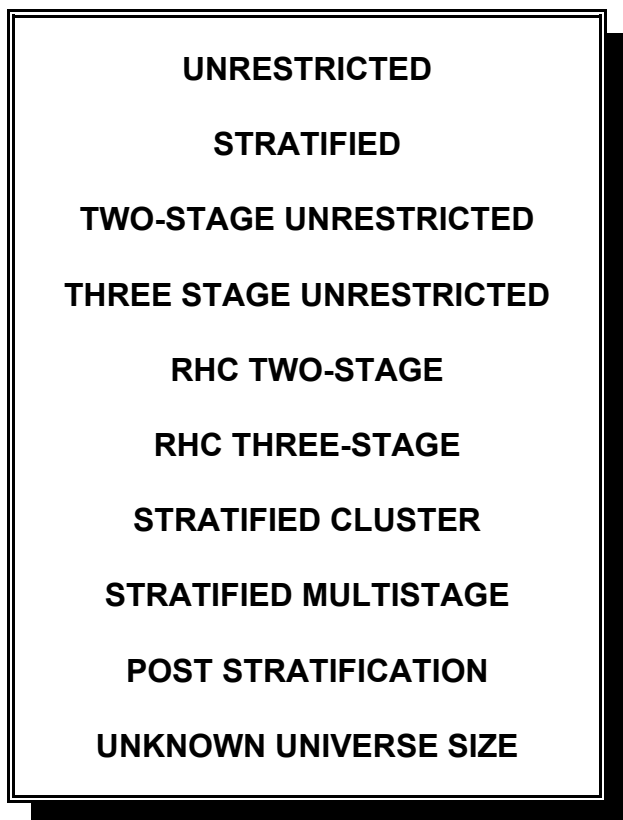 UNRESTRICTED
STRATIFIED
TWO-STAGE UNRESTRICTED
THREE STAGE UNRESTRICTED
RHC TWO-STAGE
RHC THREE-STAGE
STRATIFIED CLUSTER
STRATIFIED MULTISTAGE
POST STRATIFICATION
UNKNOWN UNIVERSE SIZE